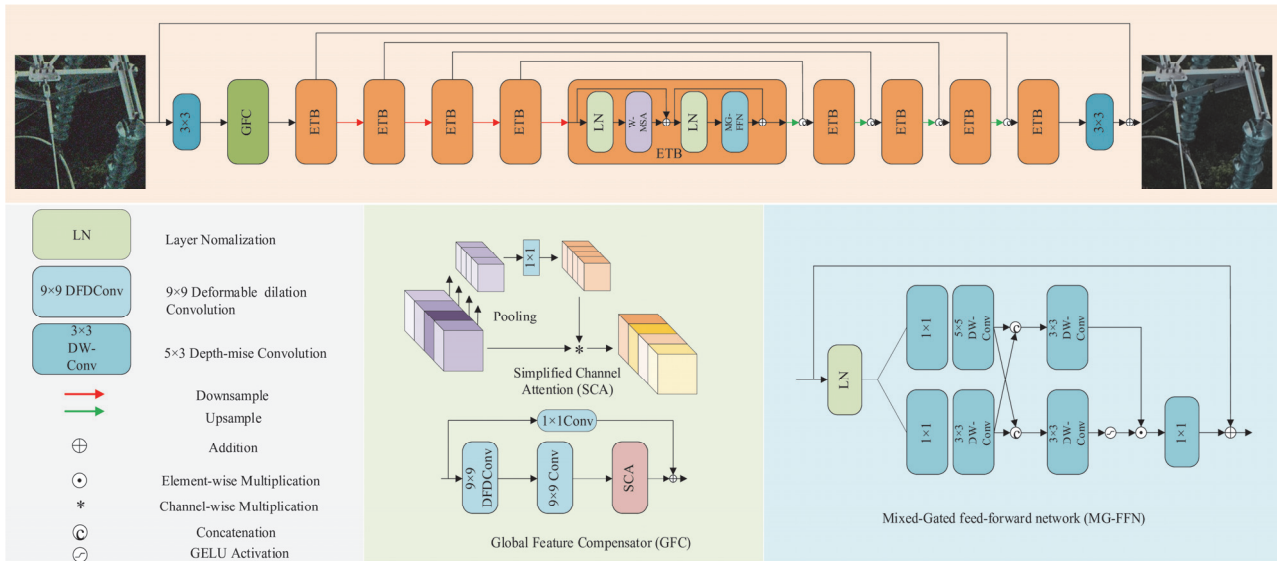 3×3
GFC
ETB
ETB
ETB
ETB
LN
W-
MSA
LN
MG-
FFN
ETB
C
C
C
C
ETB
ETB
ETB
ETB
3×3
LN
Layer Nomalization
9×9 DFDConv
9×9 Deformable dilation
Convolution
3×3
DW-
Conv
5×3 Depth-mise Convolution
Downsample
Upsample
Addition
Element-wise Multiplication
*
Channel-wise Multiplication
C
Concatenation
GELU Activation
1×1
Pooling
*
Simplified Channel
Attention (SCA)
1×1Conv
9×9
DFDConv
9×9 Conv
SCA
Global Feature Compensator (GFC)
LN
1×1
5×5
DW-
Conv
C
3×3
DW-
Conv
1×1
3×3
DW-
Conv
C
3×3
DW-
Conv
1×1
Mixed-Gated feed-forward network (MG-FFN)